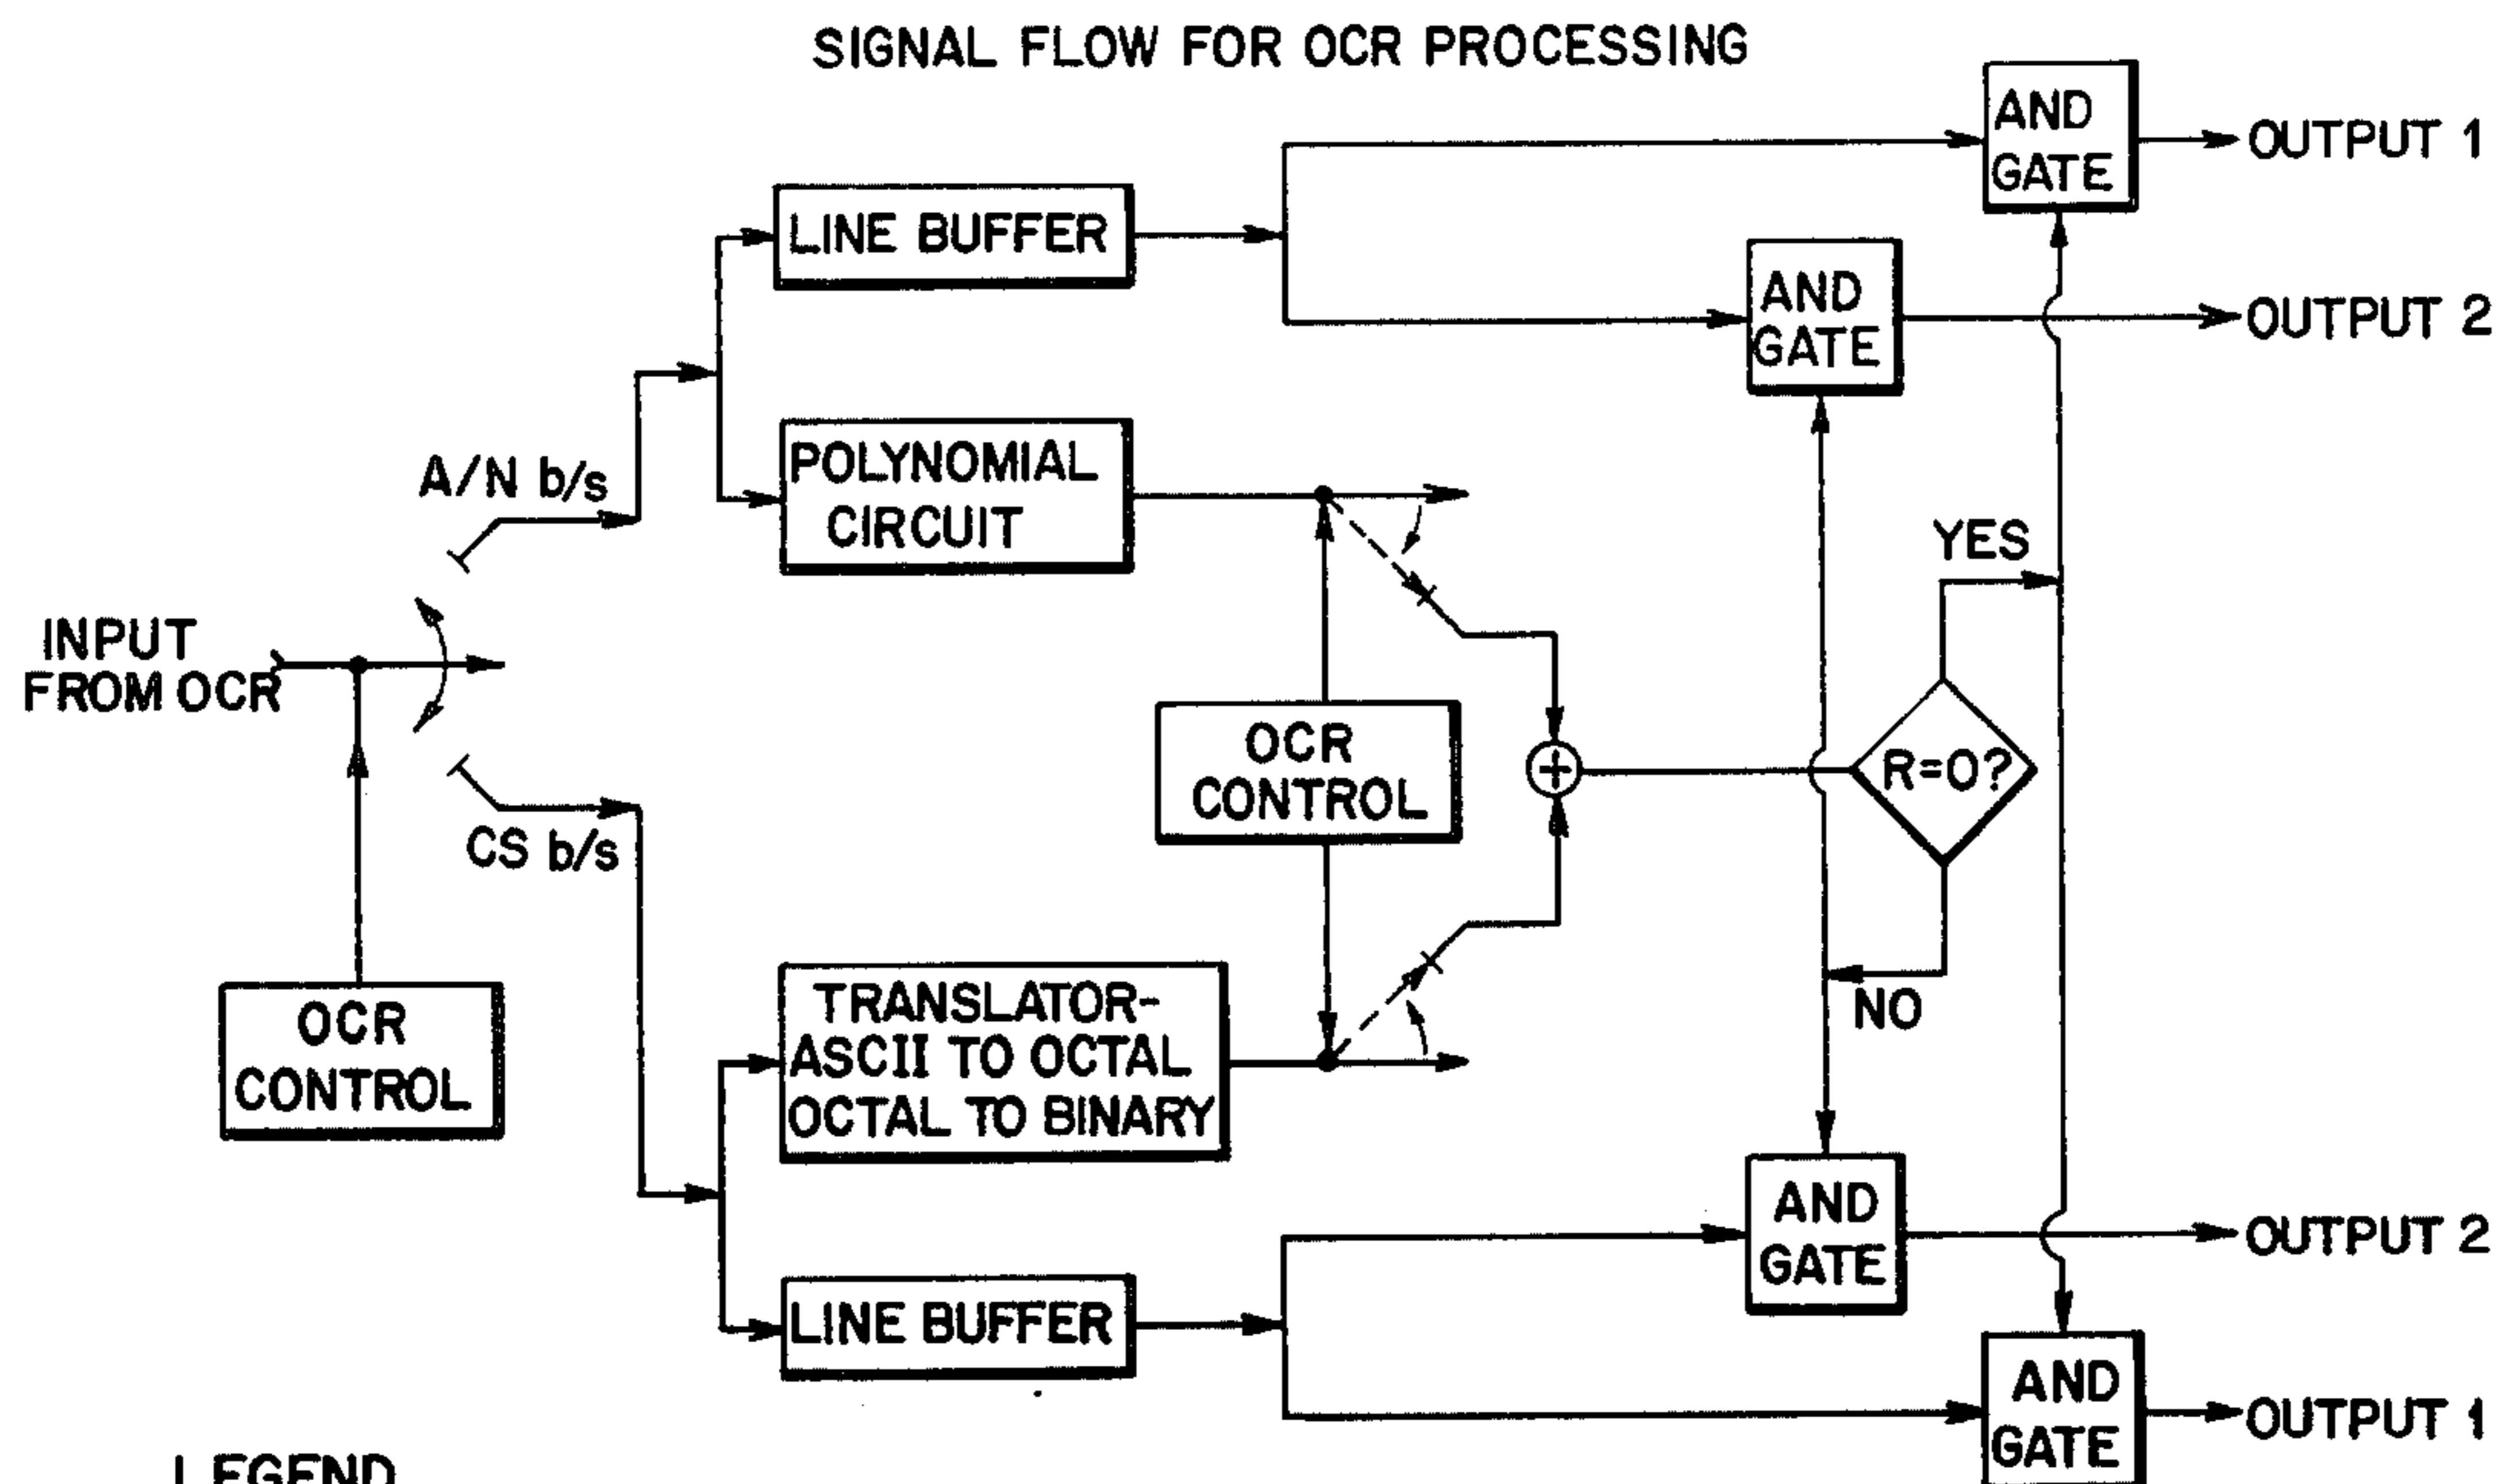 SIGNAL FLOW FOR OCR PROCESSING
AND
GATE
OUTPUT 1
LINE BUFFER
AND
GATE
OUTPUT 2
POLYNOMIAL
CIRCUIT
A/N b/s
YES
INPUT
FROM OCR
OCR
CONTROL
R=0?
CS b/s
OCR
CONTROL
TRANSLATOR-
ASCII TO OCTAL
OCTAL TO BINARY
NO
AND
GATE
OUTPUT 2
LINE BUFFER
AND
GATE
OUTPUT 1
LEGEND